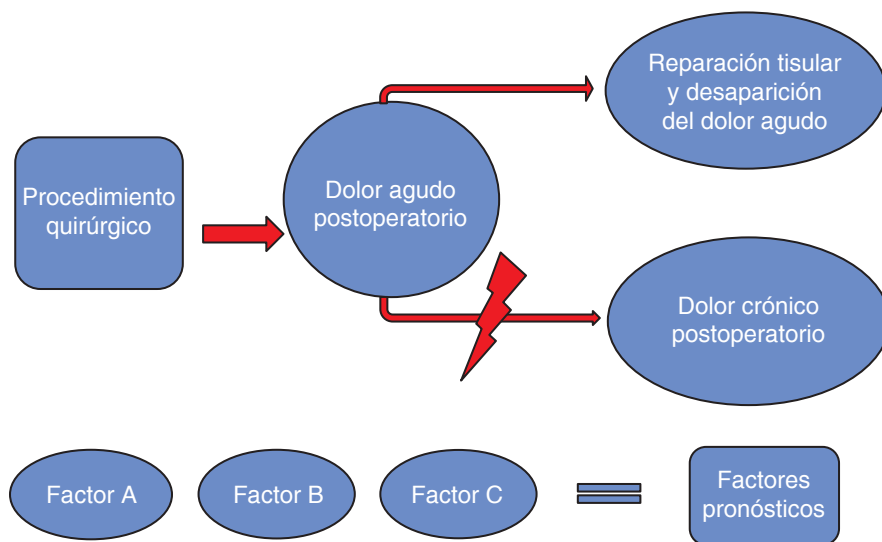 Procedimiento
quirúrgico
Dolor agudo
postoperatorio
Reparación tisular
y desaparición
del dolor agudo
Dolor crónico
postoperatorio
Factor A
Factor B
Factor C
Factores
pronósticos